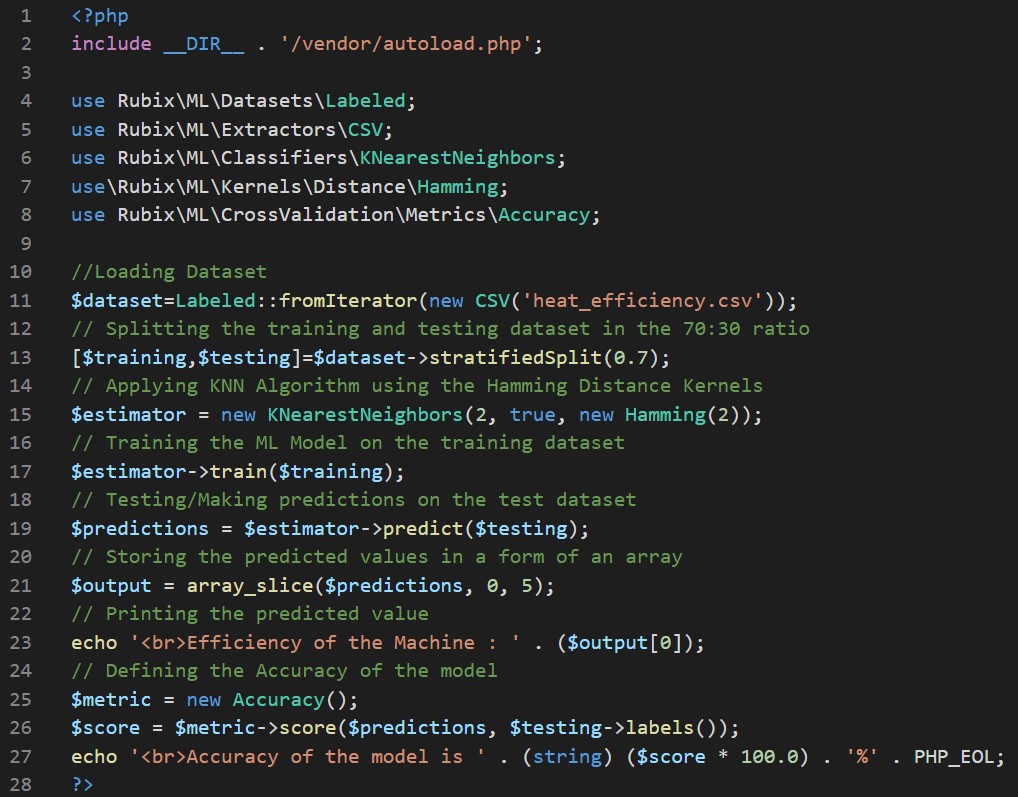 1 <?php
2 include __DIR__ . '/vendor/autoload.php';
3
4 use Rubix\ML\Datasets\Labeled;
5 use Rubix\ML\Extractors\CSV;
6 use Rubix\ML\Classifiers\KNearestNeighbors;
7 use\Rubix\ML\Kernels\Distance\Hamming;
8 use Rubix\ML\CrossValidation\Metrics\Accuracy;
9
10 //Loading Dataset
11 $dataset=Labeled::fromIterator(new CSV('heat_efficiency.csv'));
12 // Splitting the training and testing dataset in the 70:30 ratio
13 [$training,$testing]=$dataset->stratifiedSplit(0.7);
14 // Applying KNN Algorithm using the Hamming Distance Kernels
15 $estimator = new KNearestNeighbors(2, true, new Hamming(2));
16 // Training the ML Model on the training dataset
17 $estimator->train($training);
18 // Testing/Making predictions on the test dataset
19 $predictions = $estimator->predict($testing);
20 // Storing the predicted values in a form of an array
21 $output = array_slice($predictions, 0, 5);
22 // Printing the predicted value
23 echo '<br>Efficiency of the Machine : ' . ($output[0]);
24 // Defining the Accuracy of the model
25 $metric = new Accuracy();
26 $score = $metric->score($predictions, $testing->labels());
27 echo '<br>Accuracy of the model is ' . (string) ($score * 100.0) . '%' . PHP_EOL;
28 ?>